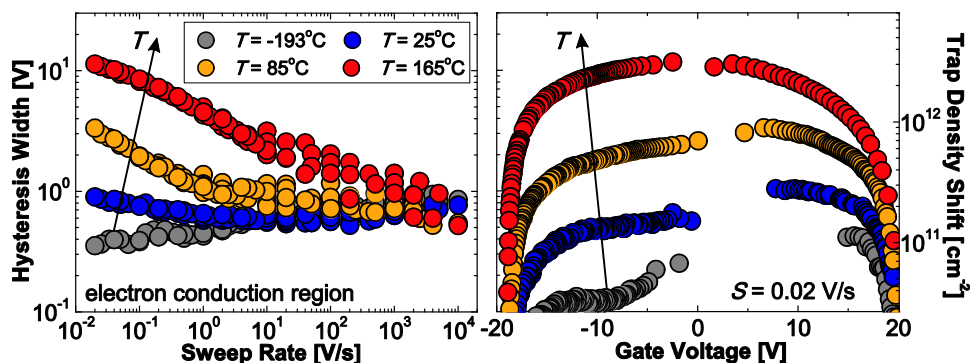 T
T = -193°C
T = 25°C
T = 85°C
T = 165°C
Hysteresis Width [V]
10¹
10⁰
10⁻¹
electron conduction region
10⁻² 10⁻¹ 10⁰ 10¹ 10² 10³ 10⁴
Sweep Rate [V/s]
T
S = 0.02 V/s
-20 -10 0 10 20
Gate Voltage [V]
10¹²
10¹¹
Trap Density Shift [cm⁻²]